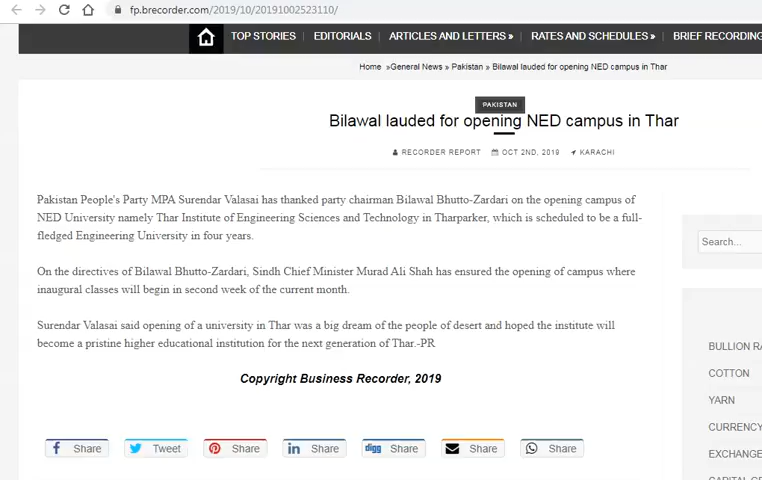 fp.brecorder.com/2019/10/20191002523110/
TOP STORIES | EDITORIALS | ARTICLES AND LETTERS » | RATES AND SCHEDULES » | BRIEF RECORDING
Home »General News » Pakistan » Bilawal lauded for opening NED campus in Thar
PAKISTAN
Bilawal lauded for opening NED campus in Thar
RECORDER REPORT OCT 2ND, 2019 KARACHI
Pakistan People's Party MPA Surendar Valasai has thanked party chairman Bilawal Bhutto-Zardari on the opening campus of
NED University namely Thar Institute of Engineering Sciences and Technology in Tharparker, which is scheduled to be a full-
fledged Engineering University in four years.
On the directives of Bilawal Bhutto-Zardari, Sindh Chief Minister Murad Ali Shah has ensured the opening of campus where
inaugural classes will begin in second week of the current month.
Surendar Valasai said opening of a university in Thar was a big dream of the people of desert and hoped the institute will
become a pristine higher educational institution for the next generation of Thar.-PR
Copyright Business Recorder, 2019
Share Tweet Share Share Share Share Share
Search...
BULLION RA
COTTON
YARN
CURRENCY
EXCHANGE